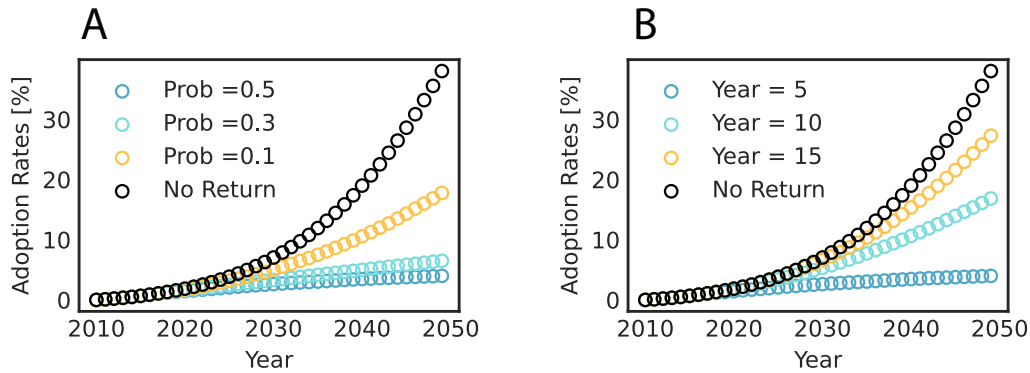 A
Adoption Rates [%]
30
20
10
0
Prob =0.5
Prob =0.3
Prob =0.1
No Return
2010 2020 2030 2040 2050
Year
B
Adoption Rates [%]
30
20
10
0
Year = 5
Year = 10
Year = 15
No Return
2010 2020 2030 2040 2050
Year